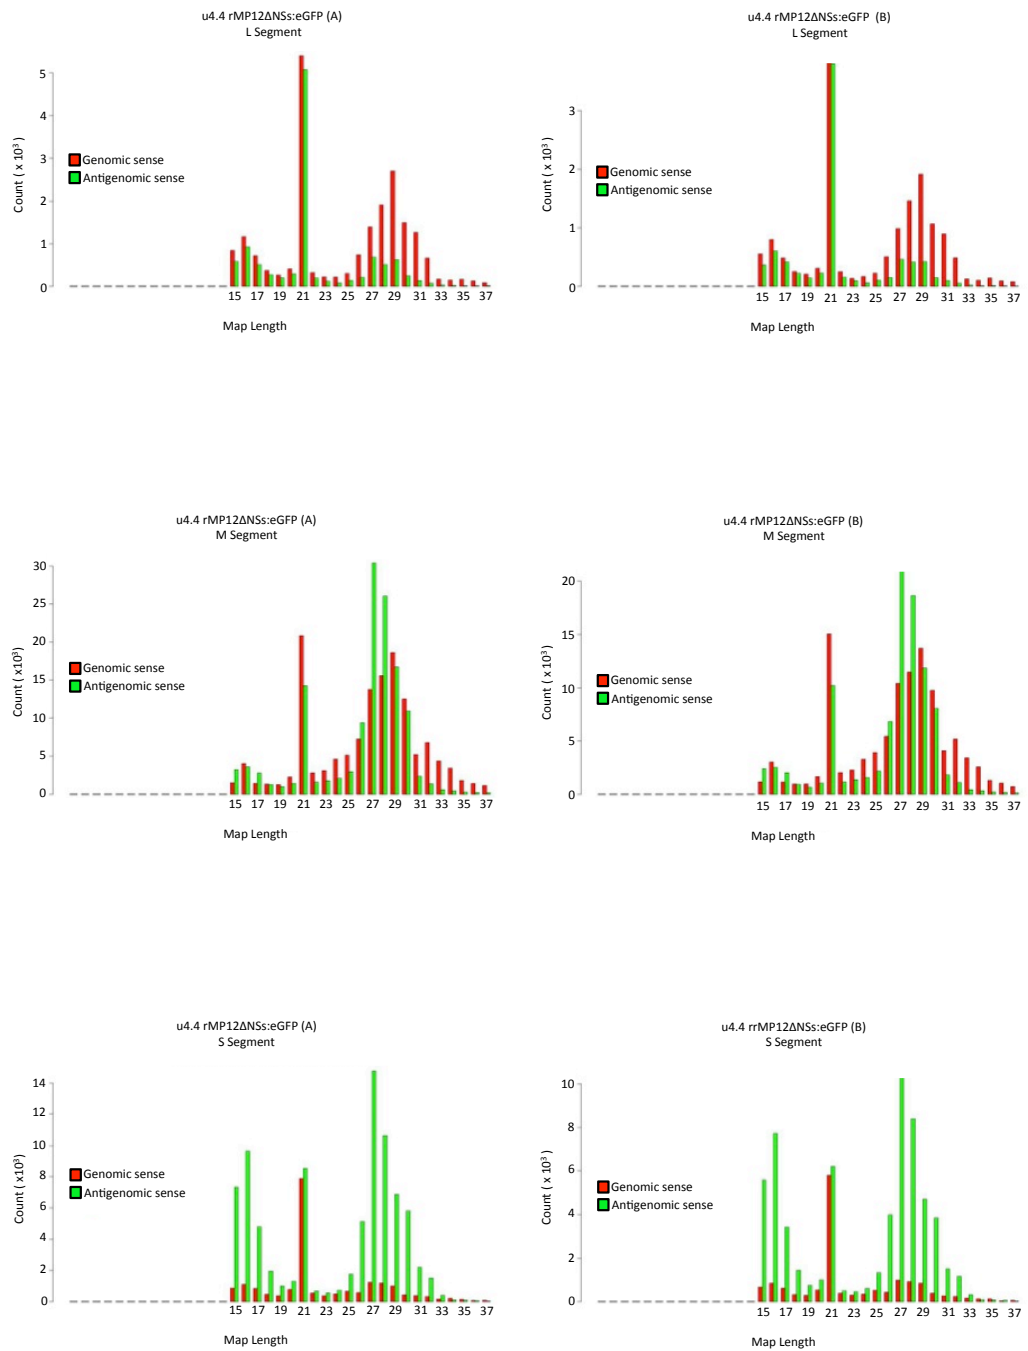 u4.4 rMP12ΔNSs:eGFP (A)
L Segment
5
4
3
2
1
0
Count ( x 10³ )
Genomic sense
Antigenomic sense
15 17 19 21 23 25 27 29 31 33 35 37
Map Length
u4.4 rMP12ΔNSs:eGFP (B)
L Segment
3
2
1
0
Count ( x 10³ )
Genomic sense
Antigenomic sense
15 17 19 21 23 25 27 29 31 33 35 37
Map Length
u4.4 rMP12ΔNSs:eGFP (A)
M Segment
30
25
20
15
10
5
0
Count ( x10³ )
Genomic sense
Antigenomic sense
15 17 19 21 23 25 27 29 31 33 35 37
Map Length
u4.4 rMP12ΔNSs:eGFP (B)
M Segment
20
15
10
5
0
Count ( x 10³ )
Genomic sense
Antigenomic sense
15 17 19 21 23 25 27 29 31 33 35 37
Map Length
u4.4 rMP12ΔNSs:eGFP (A)
S Segment
14
12
10
8
6
4
2
0
Count ( x10³ )
Genomic sense
Antigenomic sense
15 17 19 21 23 25 27 29 31 33 35 37
Map Length
u4.4 rrMP12ΔNSs:eGFP (B)
S Segment
10
8
6
4
2
0
Count ( x 10³ )
Genomic sense
Antigenomic sense
15 17 19 21 23 25 27 29 31 33 35 37
Map Length